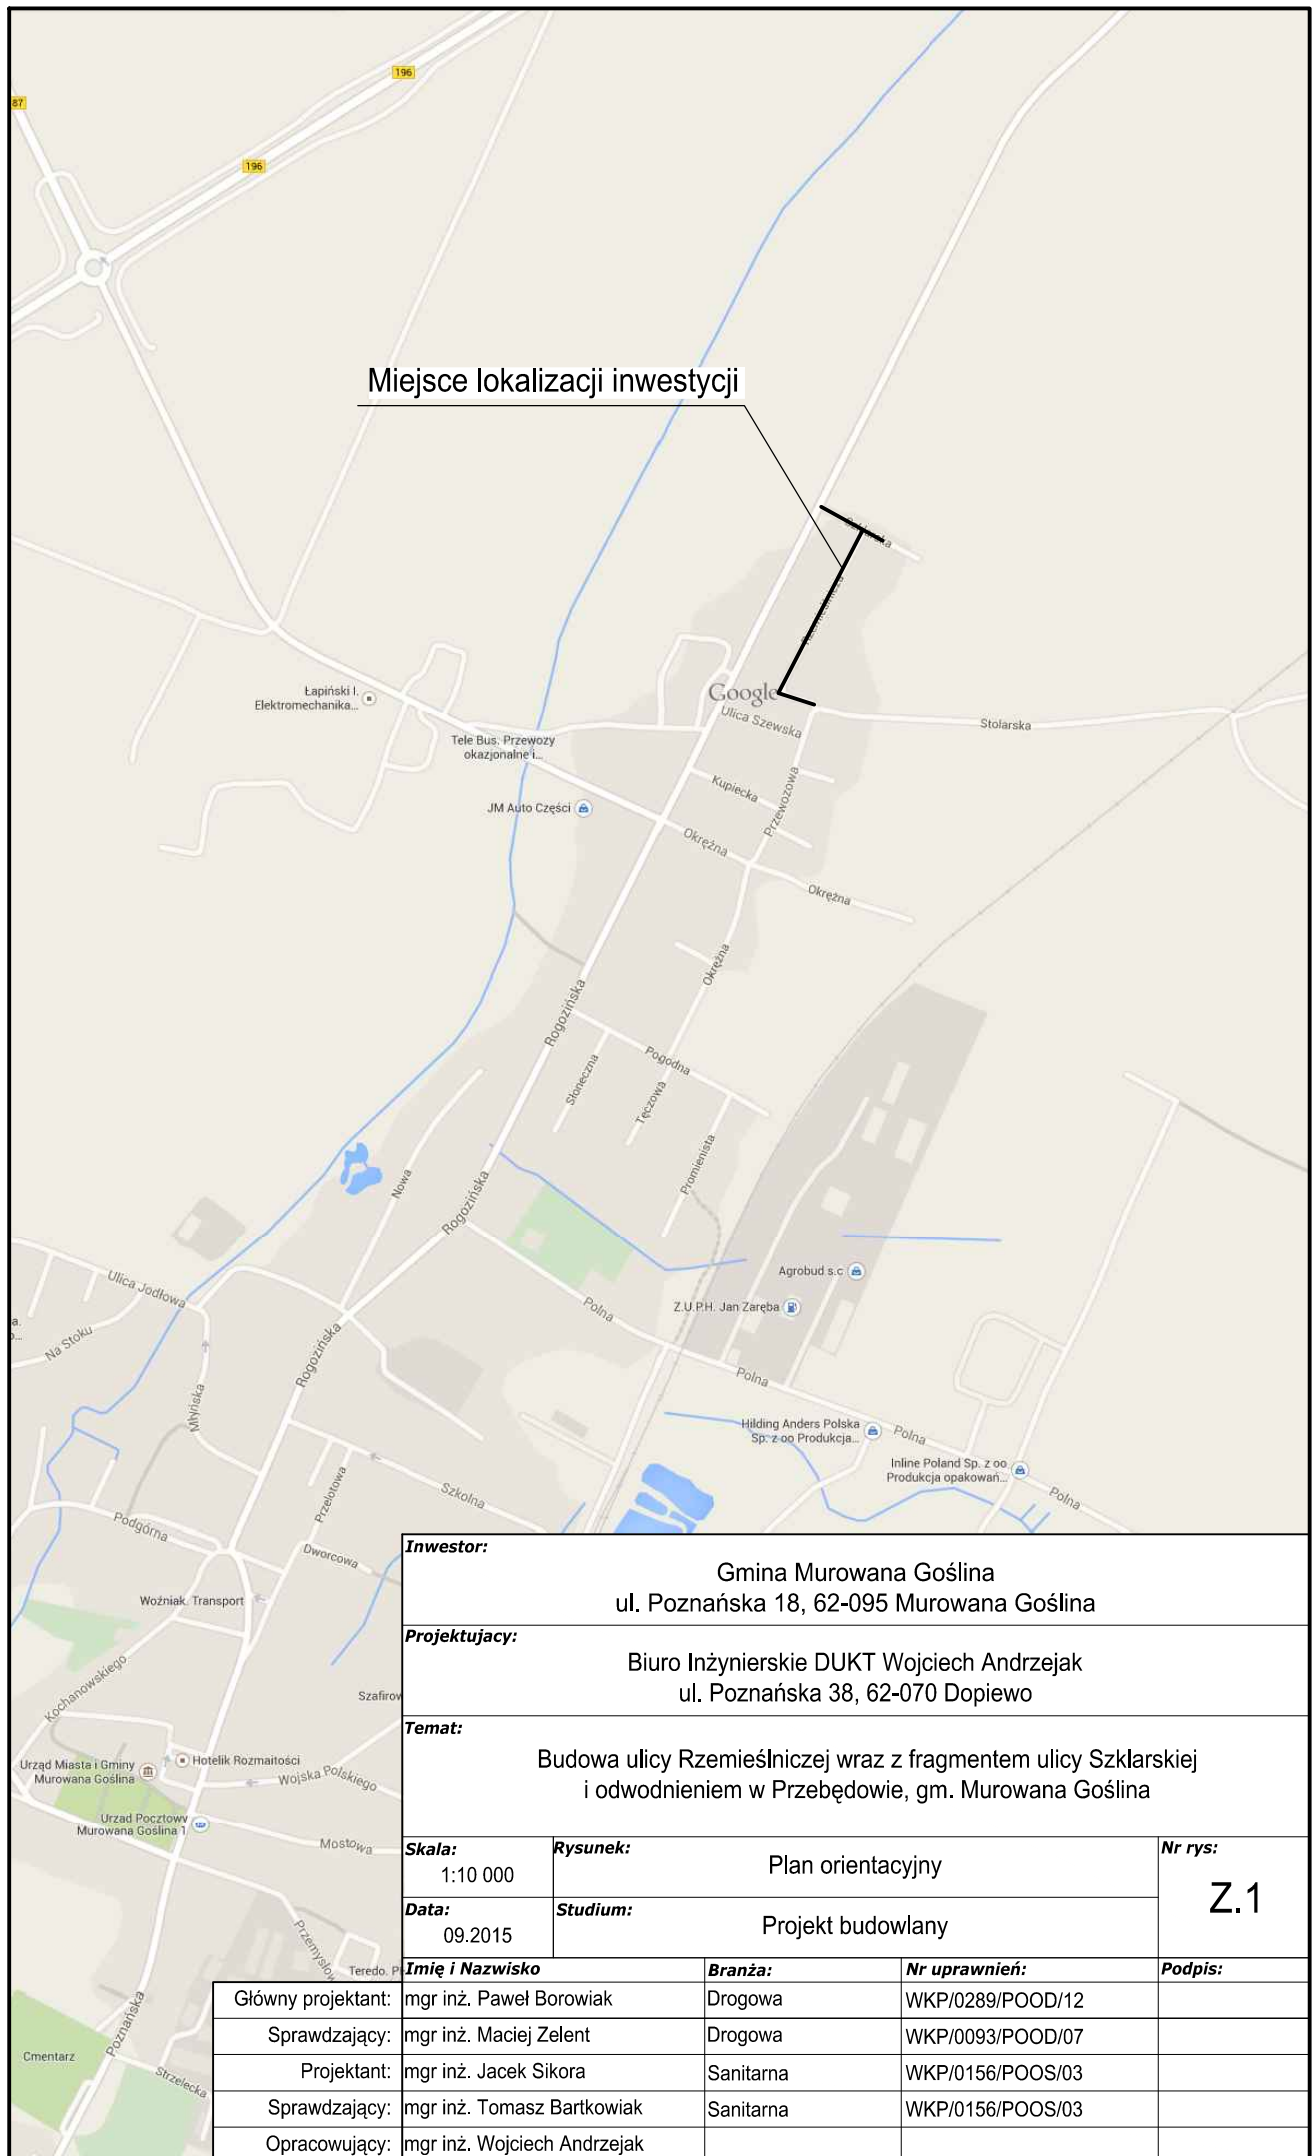 196
87
196
Miejsce lokalizacji inwestycji
Szklarska
Rzemieślnicza
Łapiński I.
Elektromechanika...
Google
Ulica Szewska
Stolarska
Tele Bus. Przewozy
okazjonalne i...
Kupiecka
Przewozowa
JM Auto Części
Okrężna
Okrężna
Okrężna
Rogozińska
Pogodna
Słoneczna
Tęczowa
Promienista
Nowa
Rogozińska
Ulica Jodłowa
Agrobud s.c
Z.U.P.H. Jan Zaręba
Polna
a.
o...
Na Stoku
Rogozińska
Polna
Młyńska
Hilding Anders Polska
Sp. z oo Produkcja...
Polna
Inline Poland Sp. z oo
Produkcja opakowań...
Polna
Przelotowa
Szkolna
Podgórna
Dworcowa
Woźniak. Transport
Kochanowskiego
Szafirow
Urząd Miasta i Gminy
Murowana Goślina
Hotelik Rozmaitości
Wojska Polskiego
Urząd Pocztowy
Murowana Goślina 1
Mostowa
Przemysłow
Teredo. P
Poznańska
Cmentarz
Strzelecka
Inwestor:
Gmina Murowana Goślina
ul. Poznańska 18, 62-095 Murowana Goślina
Projektujacy:
Biuro Inżynierskie DUKT Wojciech Andrzejak
ul. Poznańska 38, 62-070 Dopiewo
Temat:
Budowa ulicy Rzemieślniczej wraz z fragmentem ulicy Szklarskiej
i odwodnieniem w Przebędowie, gm. Murowana Goślina
Skala:
1:10 000
Rysunek:
Plan orientacyjny
Nr rys:
Z.1
Data:
09.2015
Studium:
Projekt budowlany
Imię i Nazwisko Branża: Nr uprawnień: Podpis:
Główny projektant: mgr inż. Paweł Borowiak Drogowa WKP/0289/POOD/12
Sprawdzający: mgr inż. Maciej Zelent Drogowa WKP/0093/POOD/07
Projektant: mgr inż. Jacek Sikora Sanitarna WKP/0156/POOS/03
Sprawdzający: mgr inż. Tomasz Bartkowiak Sanitarna WKP/0156/POOS/03
Opracowujący: mgr inż. Wojciech Andrzejak